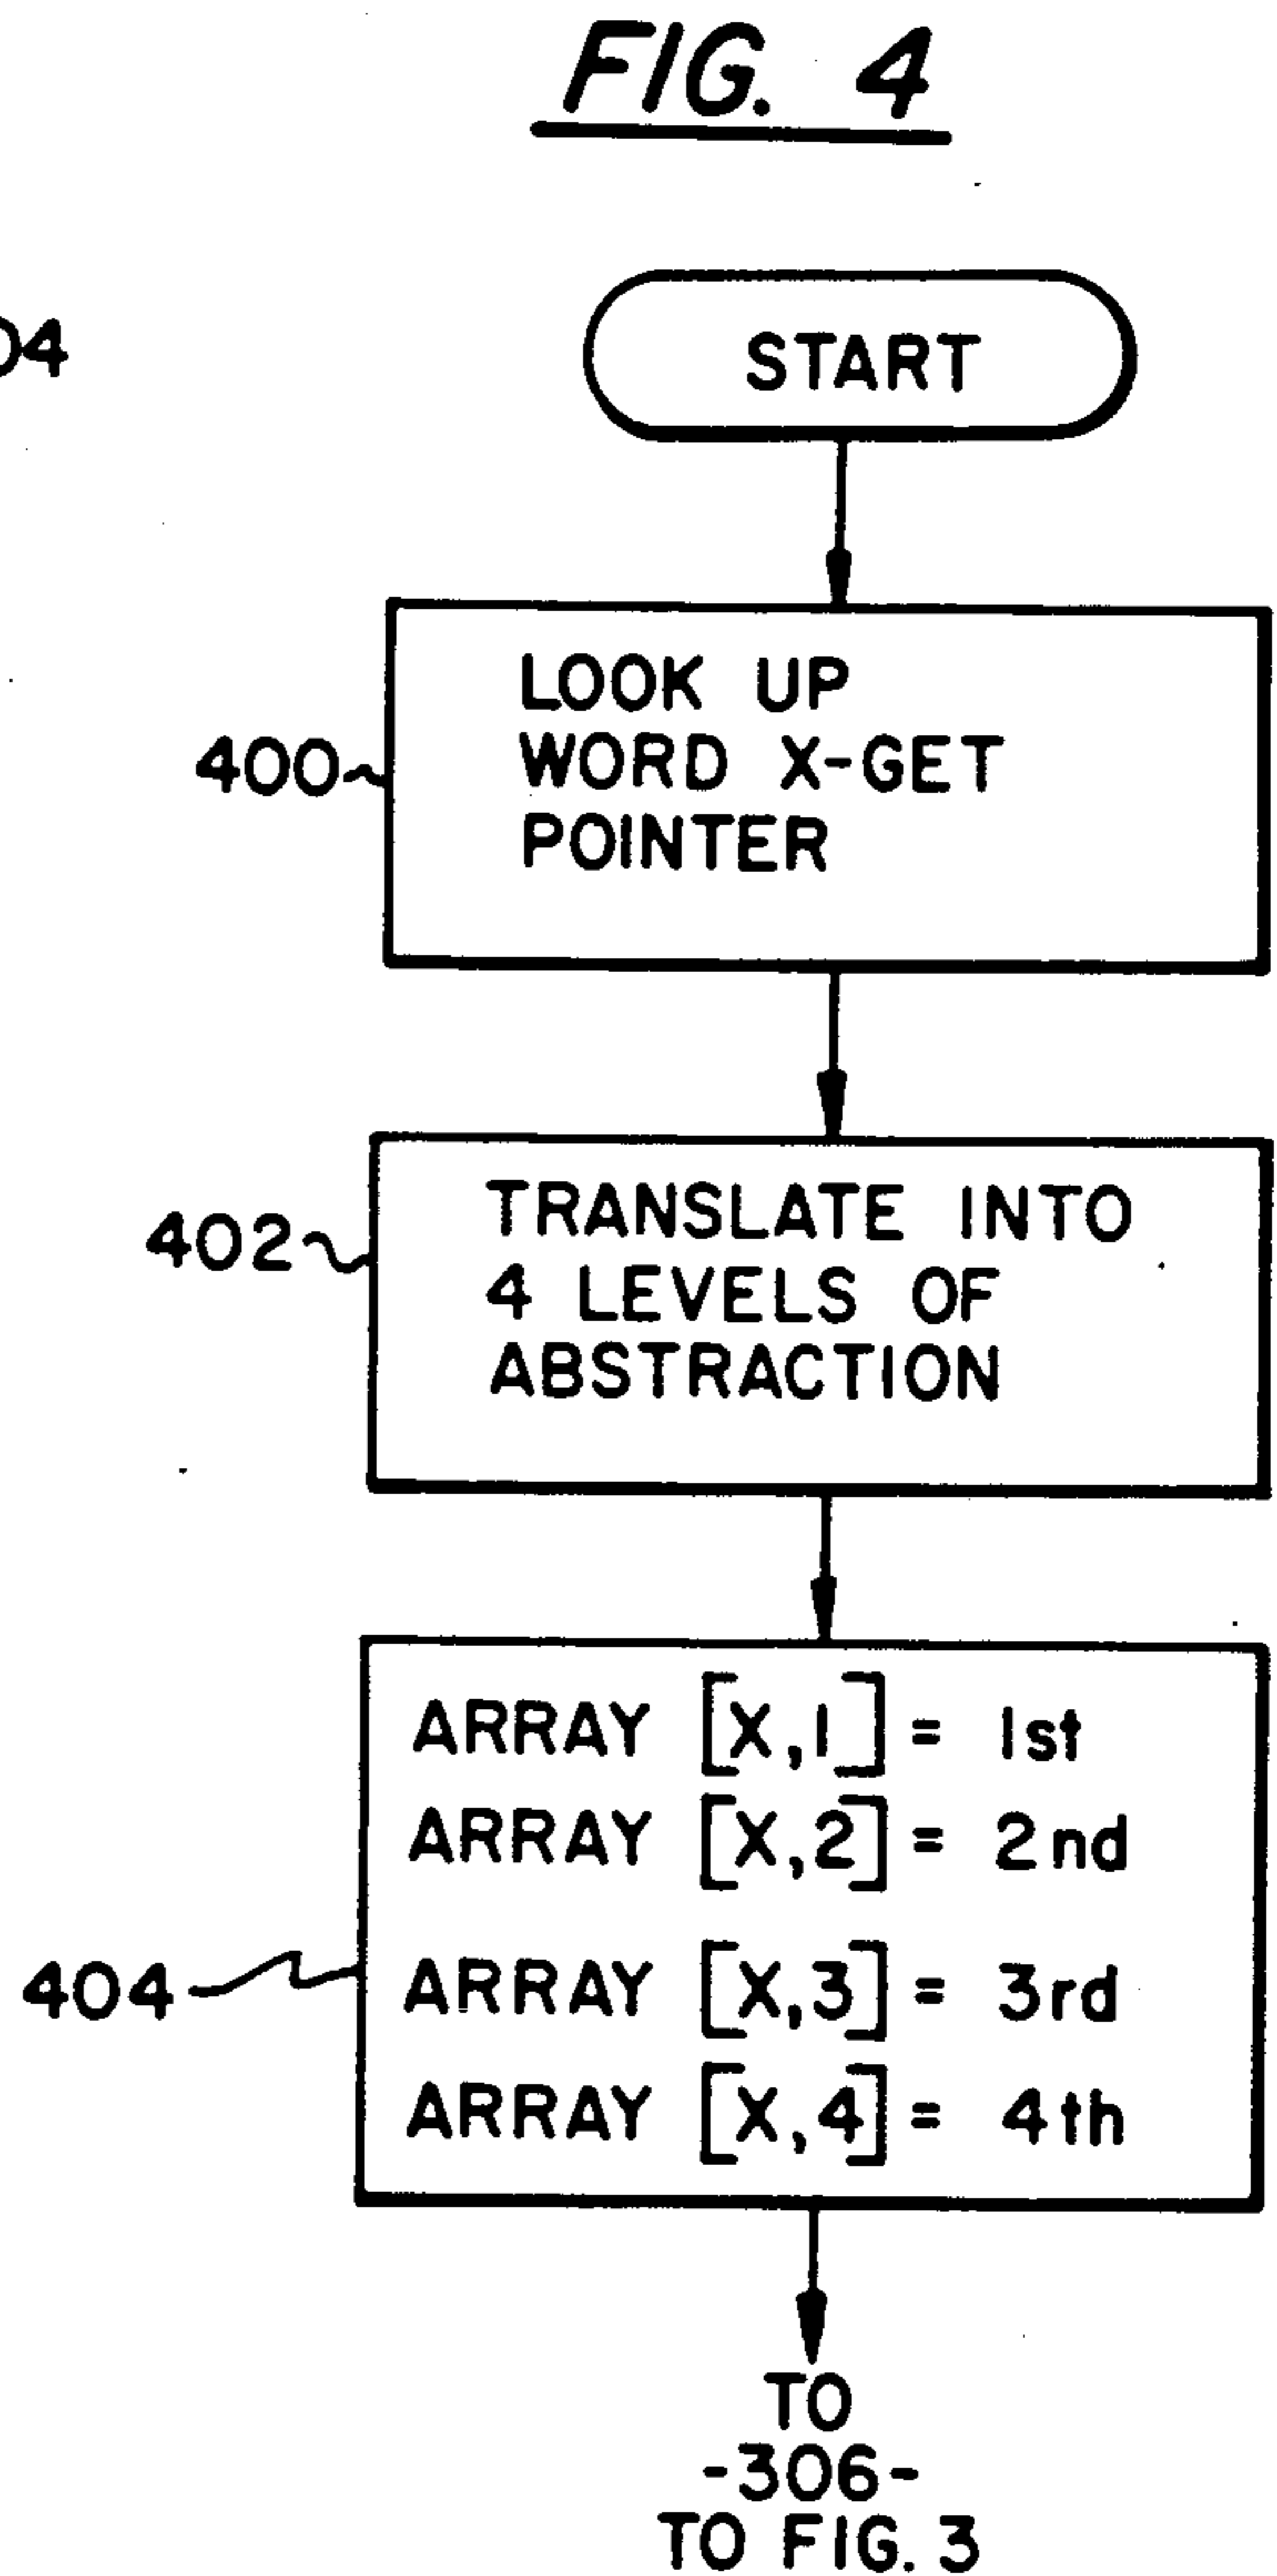 FIG. 4
04
START
LOOK UP
400
WORD X-GET
POINTER
TRANSLATE INTO
402
4 LEVELS OF
ABSTRACTION
ARRAY [X,1] = 1st
ARRAY [X,2] = 2nd
404
ARRAY [X,3] = 3rd
ARRAY [X,4] = 4th
TO
-306-
TO FIG. 3